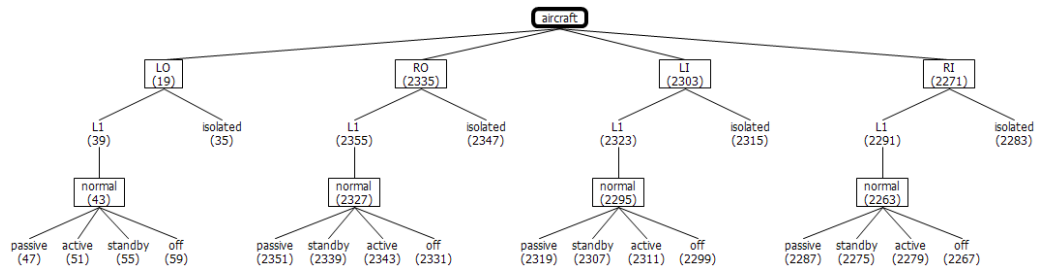 aircraft
LO RO LI RI
(19) (2335) (2303) (2271)
L1 isolated L1 isolated L1 isolated L1 isolated
(39) (35) (2355) (2347) (2323) (2315) (2291) (2283)
normal normal normal normal
(43) (2327) (2295) (2263)
passive active standby off passive standby active off passive standby active off passive standby active off
(47) (51) (55) (59) (2351) (2339) (2343) (2331) (2319) (2307) (2311) (2299) (2287) (2275) (2279) (2267)